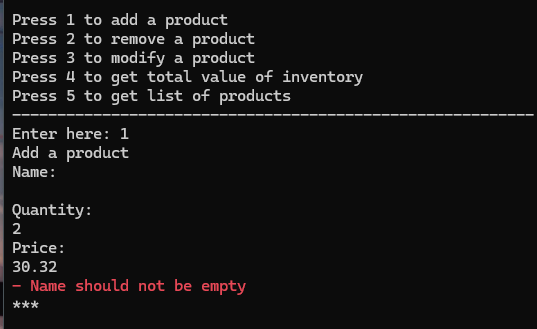 Press 1 to add a product
Press 2 to remove a product
Press 3 to modify a product
Press 4 to get total value of inventory
Press 5 to get list of products
----------------------------------------------------------
Enter here: 1
Add a product
Name:

Quantity:
2
Price:
30.32
- Name should not be empty
***